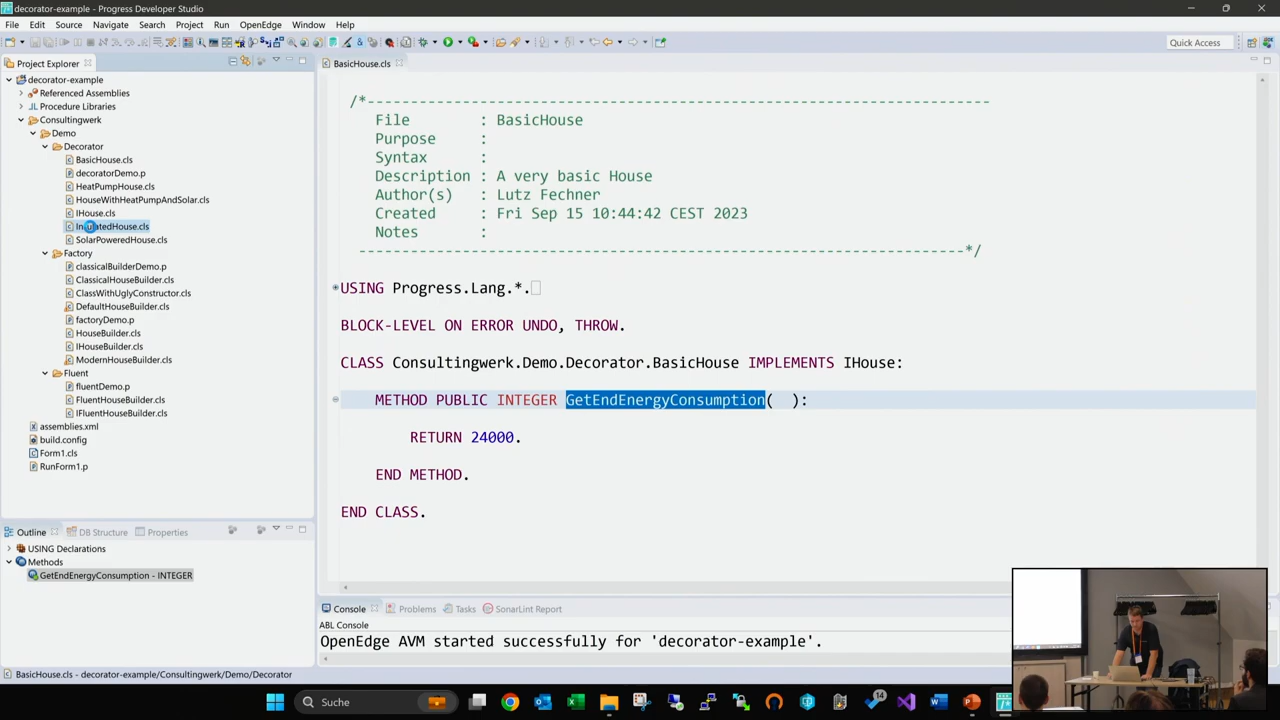 decorator-example - Progress Developer Studio
File Edit Source Navigate Search Project Run OpenEdge Window Help
Quick Access
Project Explorer
decorator-example
Referenced Assemblies
Procedure Libraries
Consultingwerk
Demo
Decorator
BasicHouse.cls
decoratorDemo.p
HeatPumpHouse.cls
HouseWithHeatPumpAndSolar.cls
IHouse.cls
InsulatedHouse.cls
SolarPoweredHouse.cls
Factory
classicalBuilderDemo.p
ClassicalHouseBuilder.cls
ClassWithUglyConstructor.cls
DefaultHouseBuilder.cls
factoryDemo.p
HouseBuilder.cls
IHouseBuilder.cls
ModernHouseBuilder.cls
Fluent
fluentDemo.p
FluentHouseBuilder.cls
IFluentHouseBuilder.cls
assemblies.xml
build.config
Form1.cls
RunForm1.p
Outline DB Structure Properties
USING Declarations
Methods
GetEndEnergyConsumption - INTEGER
BasicHouse.cls
/*------------------------------------------------------------------------
File : BasicHouse
Purpose :
Syntax :
Description : A very basic House
Author(s) : Lutz Fechner
Created : Fri Sep 15 10:44:42 CEST 2023
Notes :
----------------------------------------------------------------------*/
USING Progress.Lang.*.
BLOCK-LEVEL ON ERROR UNDO, THROW.
CLASS Consultingwerk.Demo.Decorator.BasicHouse IMPLEMENTS IHouse:
METHOD PUBLIC INTEGER GetEndEnergyConsumption( ):
RETURN 24000.
END METHOD.
END CLASS.
Console Problems Tasks SonarLint Report
ABL Console
OpenEdge AVM started successfully for 'decorator-example'.
BasicHouse.cls - decorator-example/Consultingwerk/Demo/Decorator
Suche
14